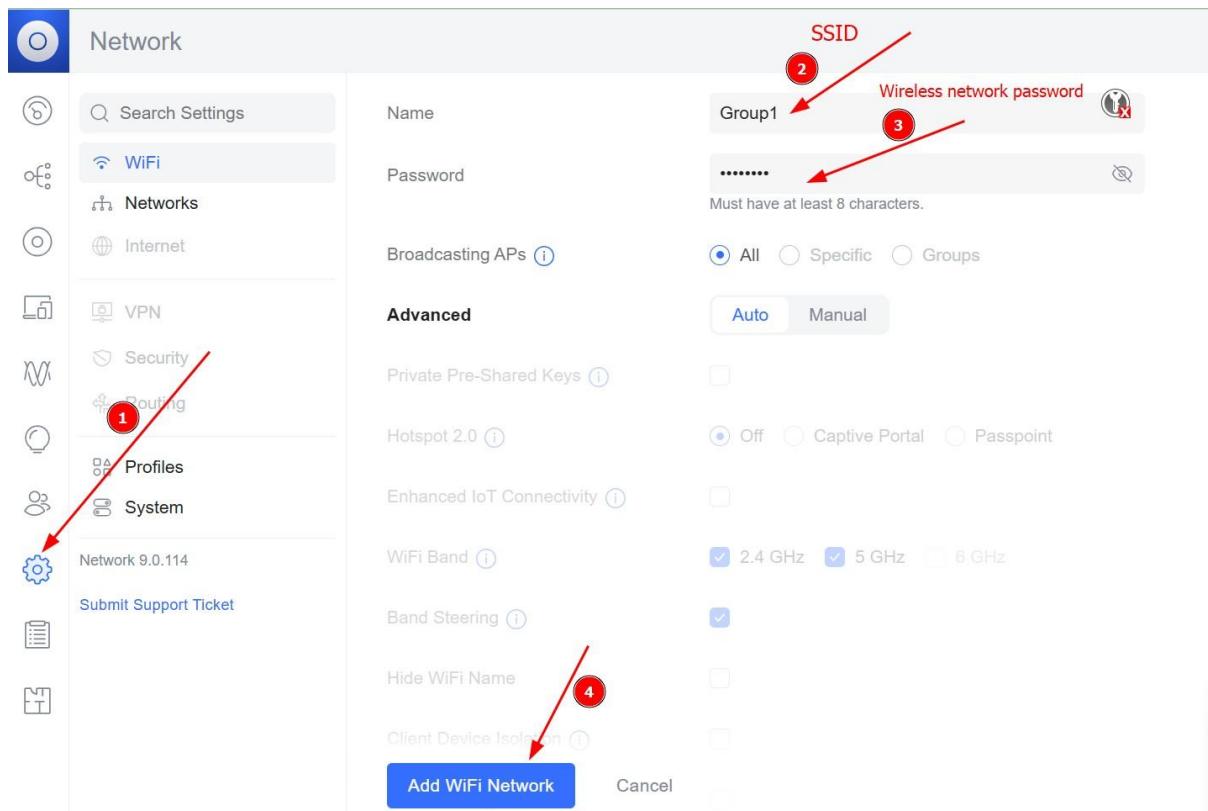 Network
SSID
2
Search Settings
WiFi
Networks
Internet
VPN
Security
Routing
1
Profiles
System
Network 9.0.114
Submit Support Ticket
Name
Group1
Wireless network password
3
Password
••••••••
Must have at least 8 characters.
Broadcasting APs
All Specific Groups
Advanced
Auto Manual
Private Pre-Shared Keys
Hotspot 2.0
Off Captive Portal Passpoint
Enhanced IoT Connectivity
WiFi Band
2.4 GHz 5 GHz 6 GHz
Band Steering
Hide WiFi Name
4
Client Device Isolation
Add WiFi Network Cancel